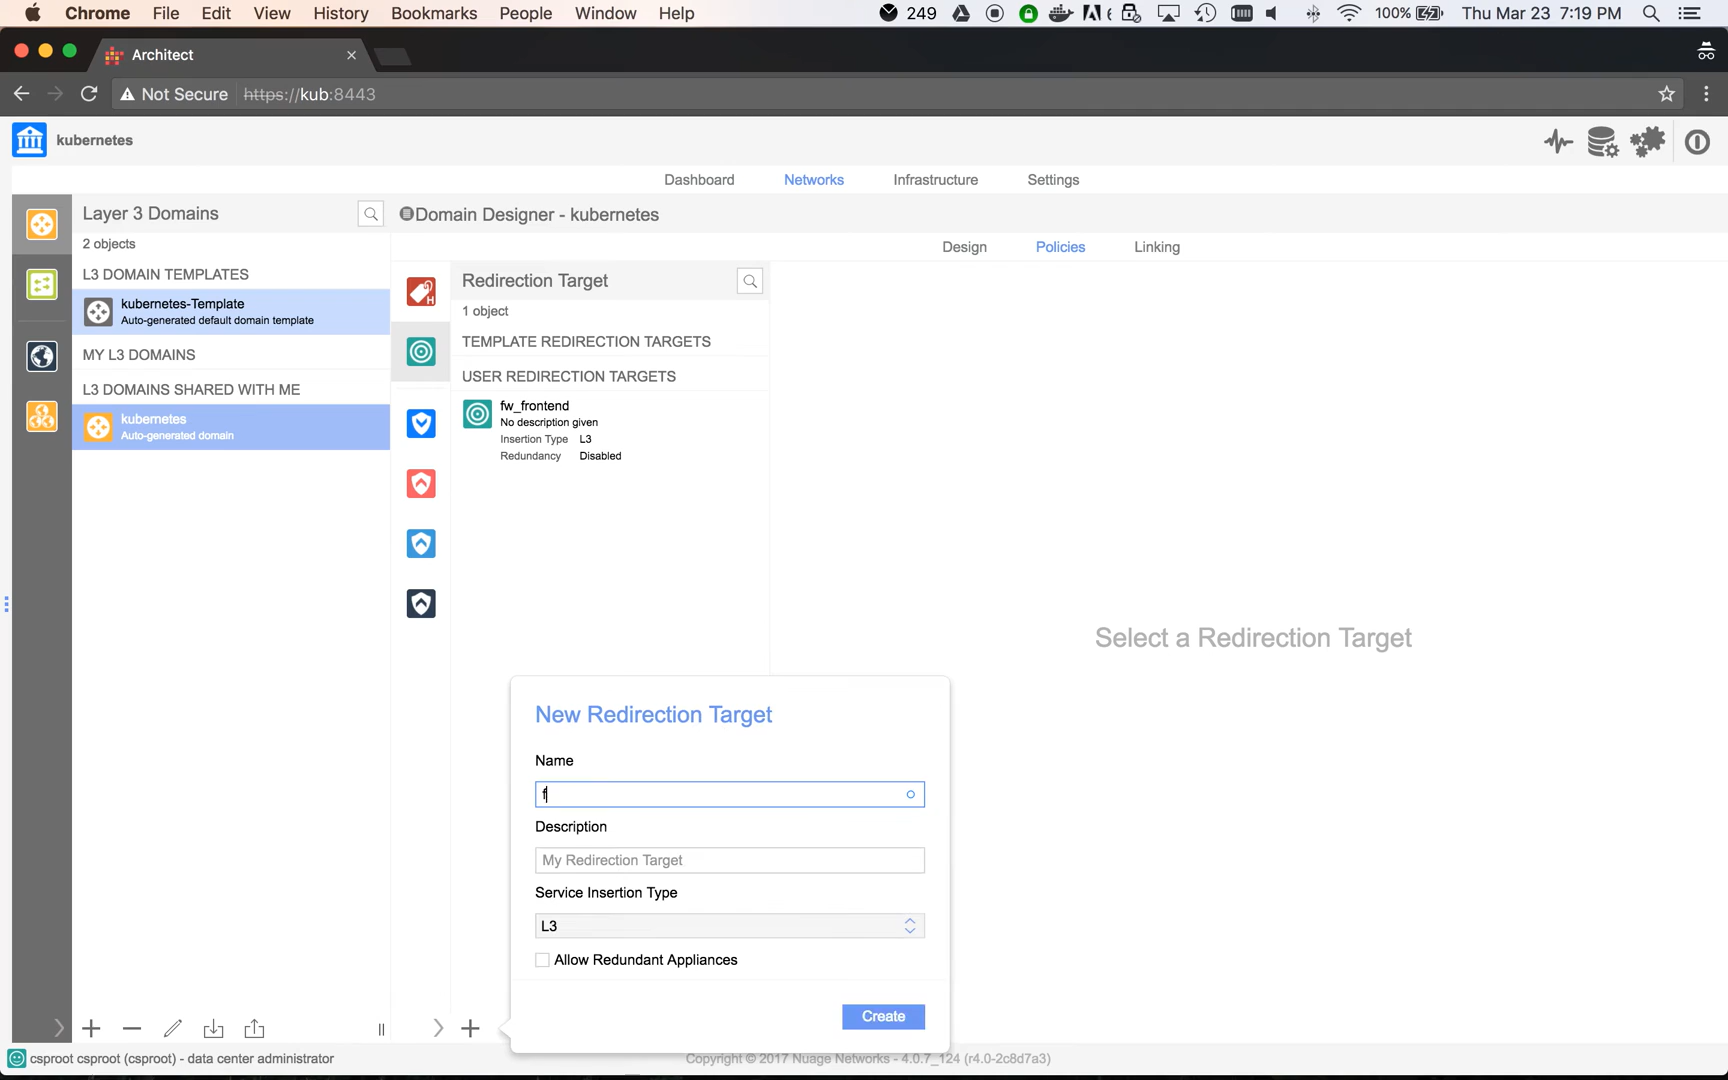 Chrome File Edit View History Bookmarks People Window Help 249 100% Thu Mar 23 7:19 PM
Architect
Not Secure https://kub:8443
kubernetes
Dashboard Networks Infrastructure Settings
Layer 3 Domains
Domain Designer - kubernetes
2 objects
Design Policies Linking
L3 DOMAIN TEMPLATES
kubernetes-Template
Auto-generated default domain template
MY L3 DOMAINS
L3 DOMAINS SHARED WITH ME
kubernetes
Auto-generated domain
H
Redirection Target
1 object
TEMPLATE REDIRECTION TARGETS
USER REDIRECTION TARGETS
fw_frontend
No description given
Insertion Type L3
Redundancy Disabled
Select a Redirection Target
New Redirection Target
Name
f
Description
My Redirection Target
Service Insertion Type
L3
Allow Redundant Appliances
Create
csproot csproot (csproot) - data center administrator
Copyright © 2017 Nuage Networks - 4.0.7_124 (r4.0-2c8d7a3)